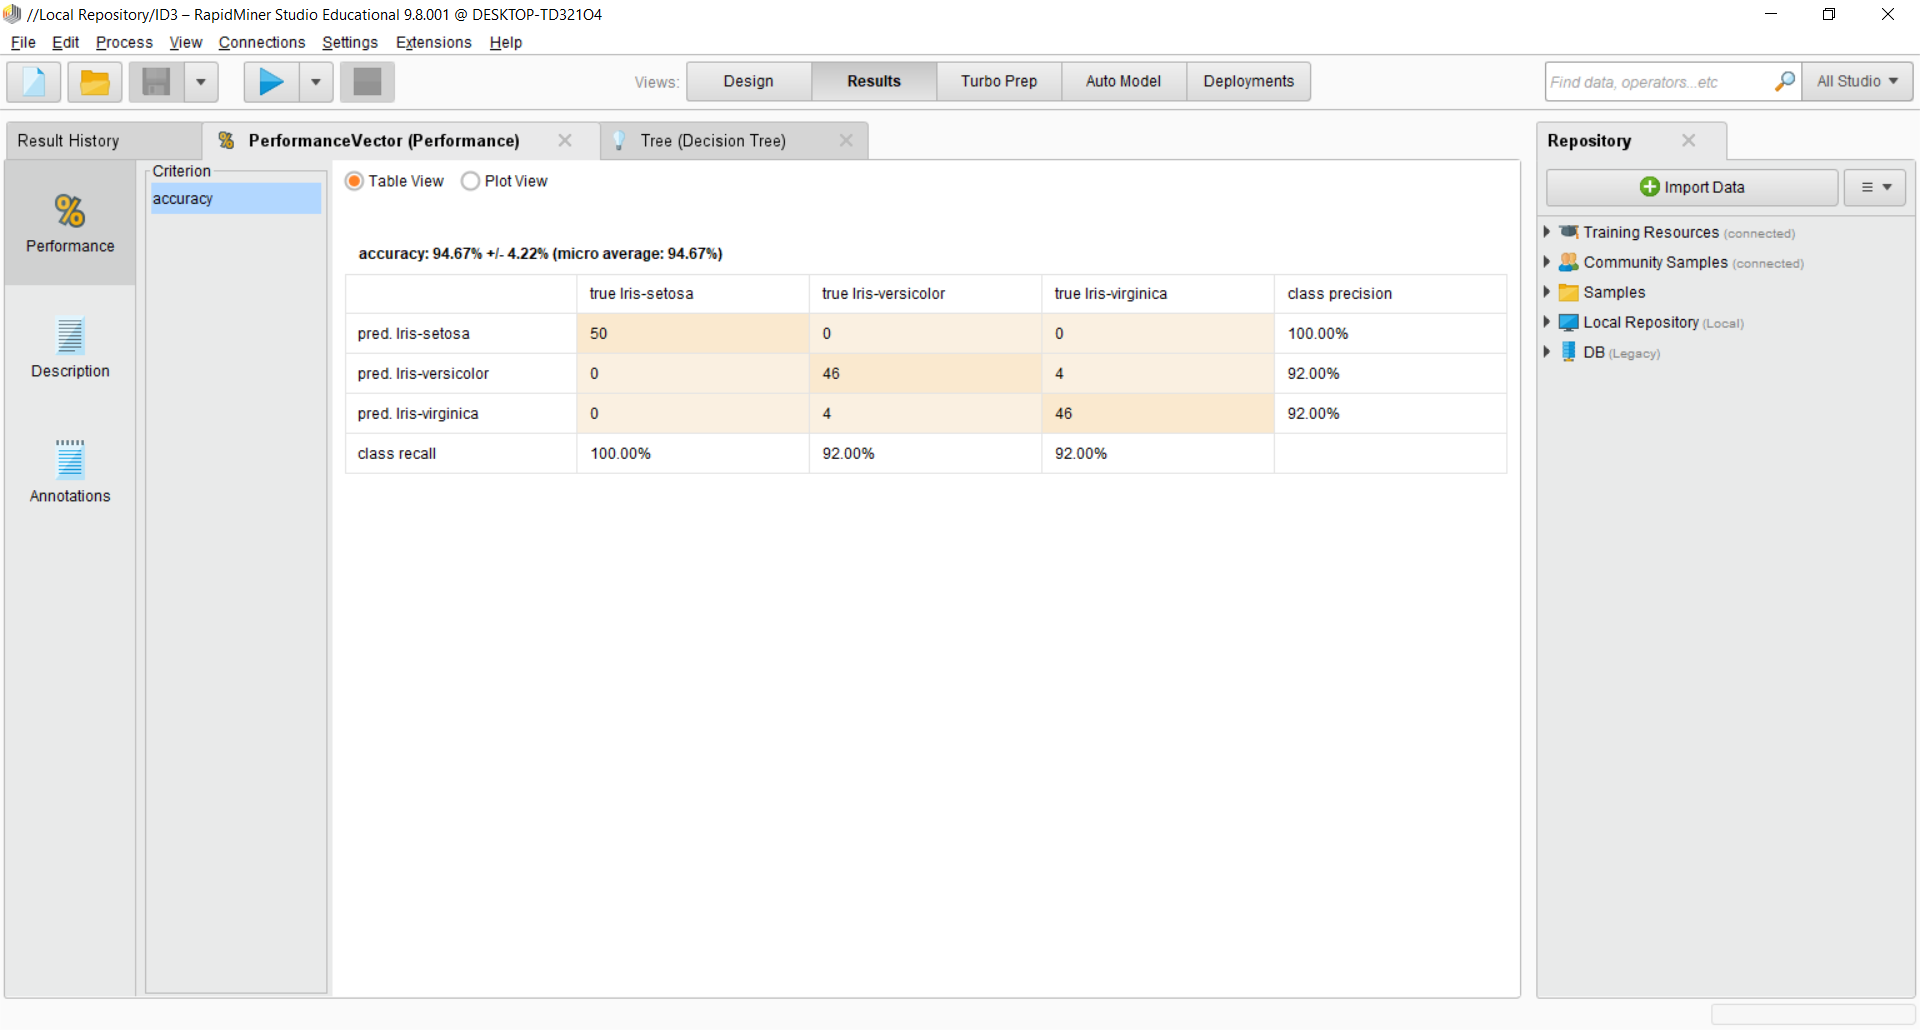 //Local Repository/ID3 – RapidMiner Studio Educational 9.8.001 @ DESKTOP-TD321O4
File Edit Process View Connections Settings Extensions Help
Views: Design Results Turbo Prep Auto Model Deployments Find data, operators...etc All Studio
Result History PerformanceVector (Performance) Tree (Decision Tree) Repository
Criterion
accuracy
Performance
Description
Annotations
Table View Plot View
accuracy: 94.67% +/- 4.22% (micro average: 94.67%)
true Iris-setosa true Iris-versicolor true Iris-virginica class precision
pred. Iris-setosa 50 0 0 100.00%
pred. Iris-versicolor 0 46 4 92.00%
pred. Iris-virginica 0 4 46 92.00%
class recall 100.00% 92.00% 92.00%
Import Data
Training Resources (connected)
Community Samples (connected)
Samples
Local Repository (Local)
DB (Legacy)